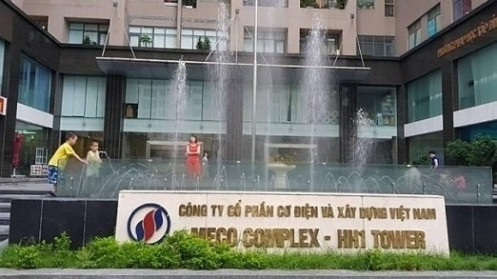 CÔNG TY CỔ PHẦN CƠ ĐIỆN VÀ XÂY DỰNG VIỆT NAM
MECO COMPLEX - HH1 TOWER